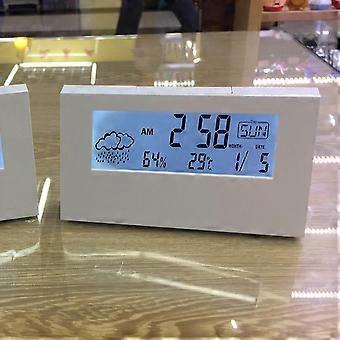 AM 2 58 SUN
MONTH DATE
64% 29℃ 1/ 5